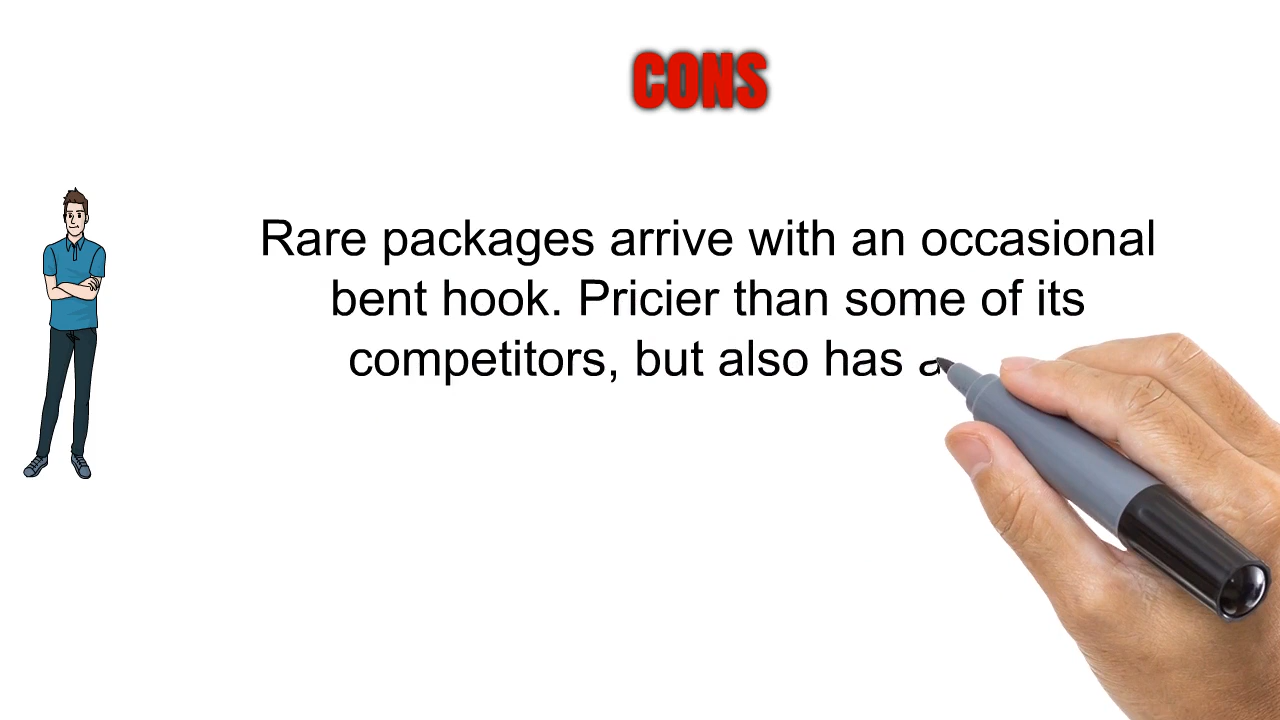 CONS
Rare packages arrive with an occasional
bent hook. Pricier than some of its
competitors, but also has a